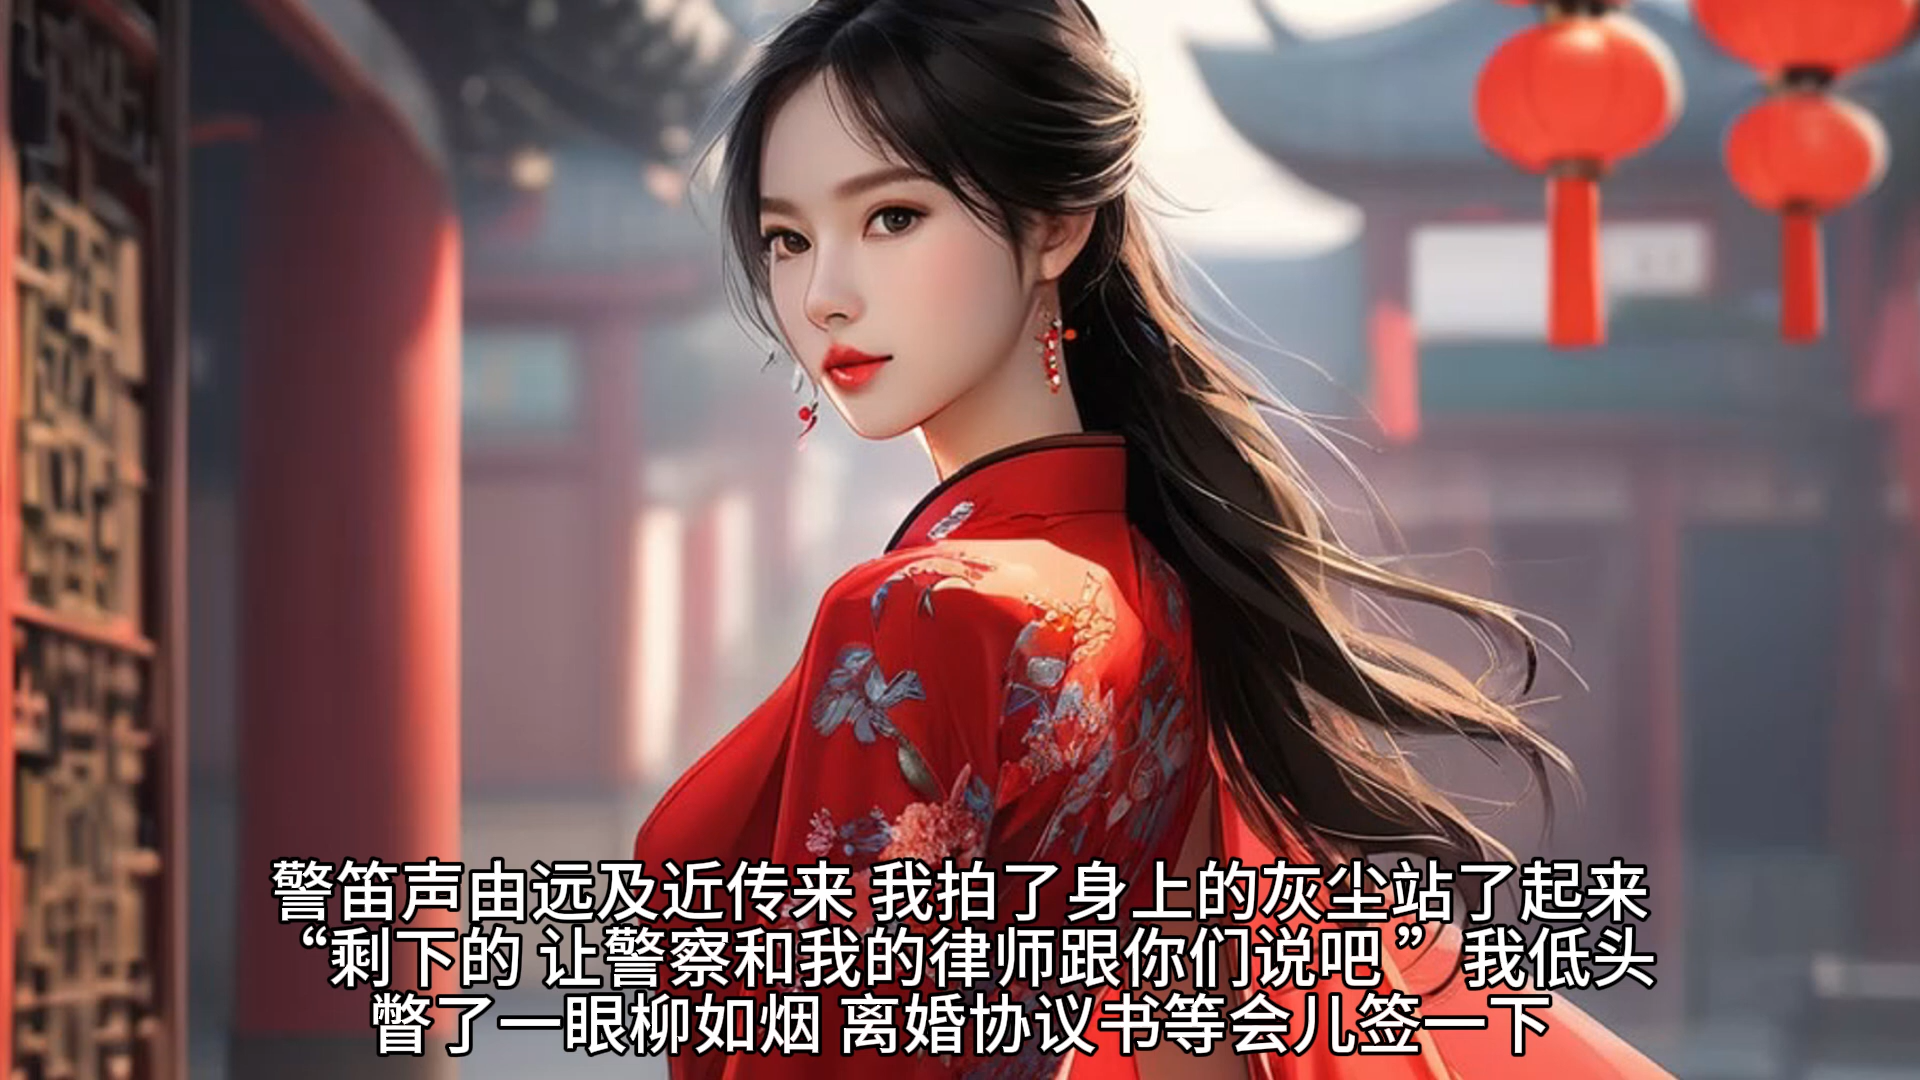 警笛声由远及近传来 我拍了身上的灰尘站了起来
“剩下的 让警察和我的律师跟你们说吧 ” 我低头
瞥了一眼柳如烟 离婚协议书等会儿签一下